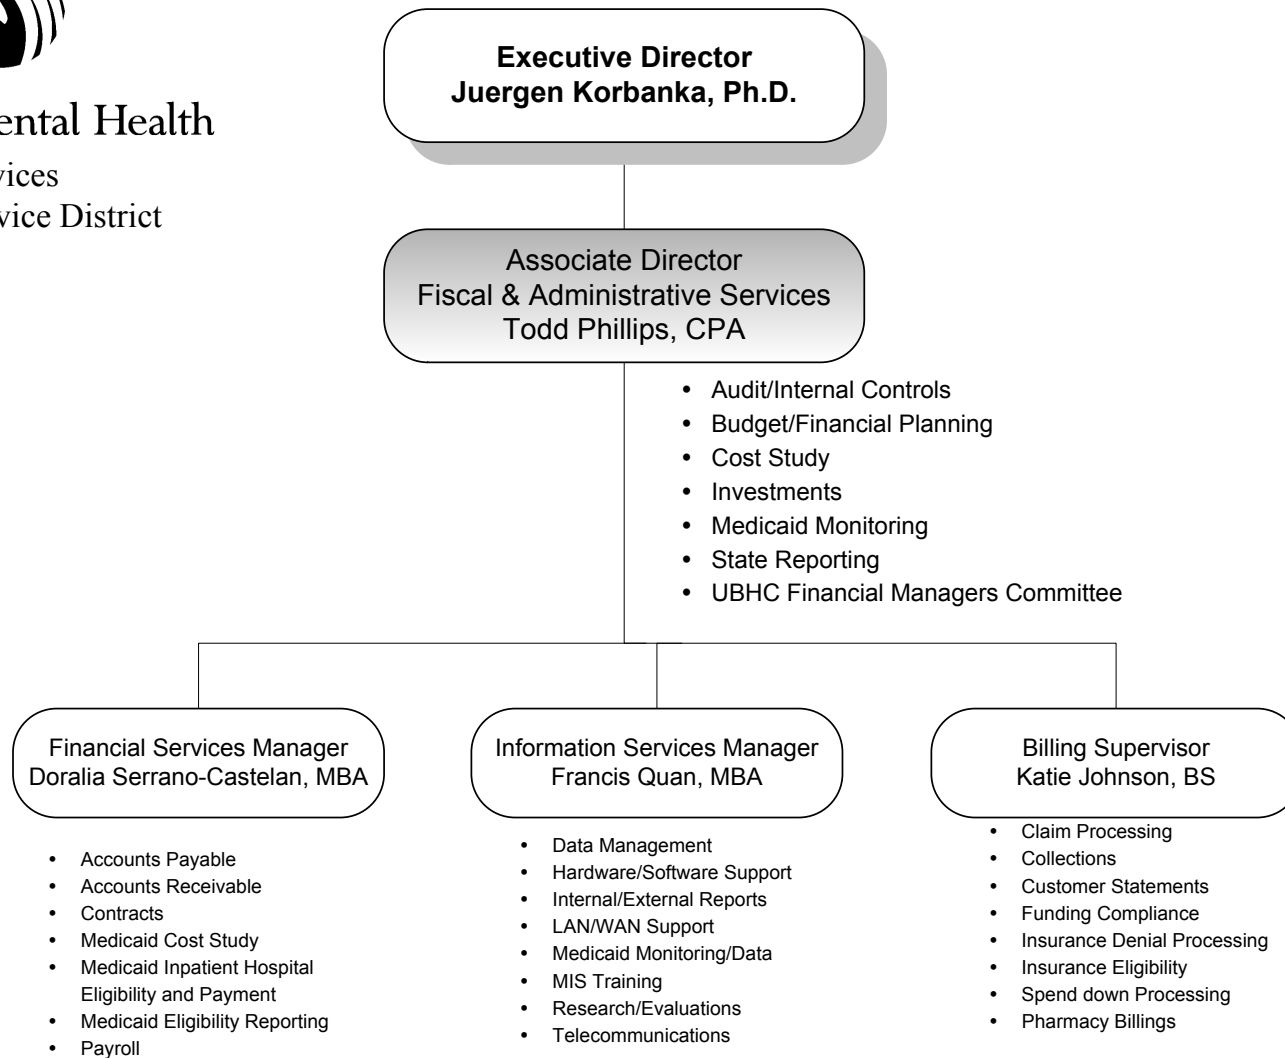 Executive Director
Juergen Korbanka, Ph.D.
ental Health
vices
vice District
Associate Director
Fiscal & Administrative Services
Todd Phillips, CPA
• Audit/Internal Controls
• Budget/Financial Planning
• Cost Study
• Investments
• Medicaid Monitoring
• State Reporting
• UBHC Financial Managers Committee
Financial Services Manager
Doralia Serrano-Castelan, MBA
• Accounts Payable
• Accounts Receivable
• Contracts
• Medicaid Cost Study
• Medicaid Inpatient Hospital
Eligibility and Payment
• Medicaid Eligibility Reporting
• Payroll
Information Services Manager
Francis Quan, MBA
• Data Management
• Hardware/Software Support
• Internal/External Reports
• LAN/WAN Support
• Medicaid Monitoring/Data
• MIS Training
• Research/Evaluations
• Telecommunications
Billing Supervisor
Katie Johnson, BS
• Claim Processing
• Collections
• Customer Statements
• Funding Compliance
• Insurance Denial Processing
• Insurance Eligibility
• Spend down Processing
• Pharmacy Billings